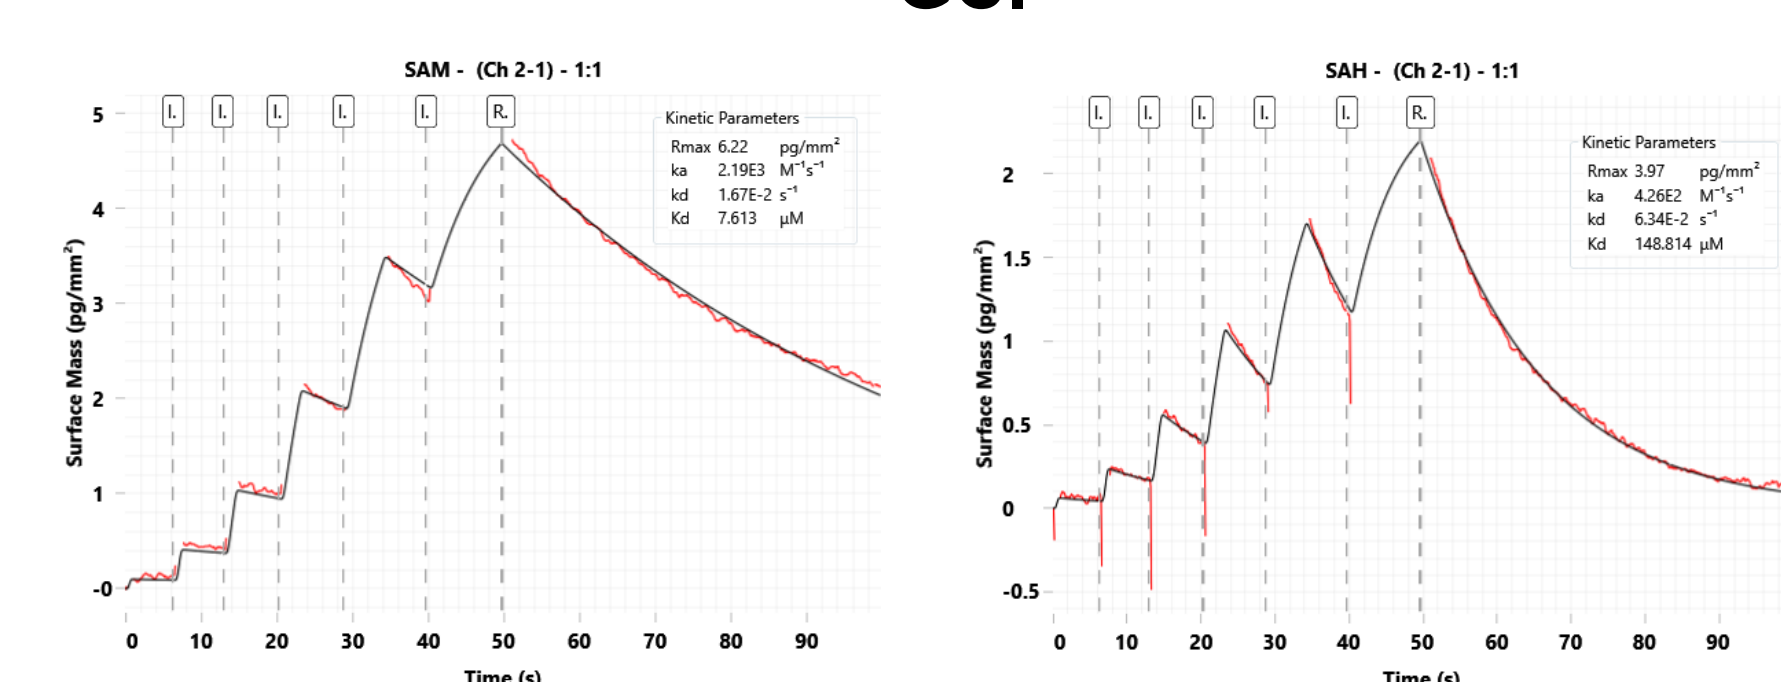 SAM - (Ch 2-1) - 1:1
I. I. I. I. I. R.
Kinetic Parameters
Rmax 6.22 pg/mm²
ka 2.19E3 M⁻¹s⁻¹
kd 1.67E-2 s⁻¹
Kd 7.613 µM
Surface Mass (pg/mm²)
5
4
3
2
1
-0
0 10 20 30 40 50 60 70 80 90
Time (s)
SAH - (Ch 2-1) - 1:1
I. I. I. I. I. R.
Kinetic Parameters
Rmax 3.97 pg/mm²
ka 4.26E2 M⁻¹s⁻¹
kd 6.34E-2 s⁻¹
Kd 148.814 µM
Surface Mass (pg/mm²)
2
1.5
1
0.5
0
-0.5
0 10 20 30 40 50 60 70 80 90
Time (s)